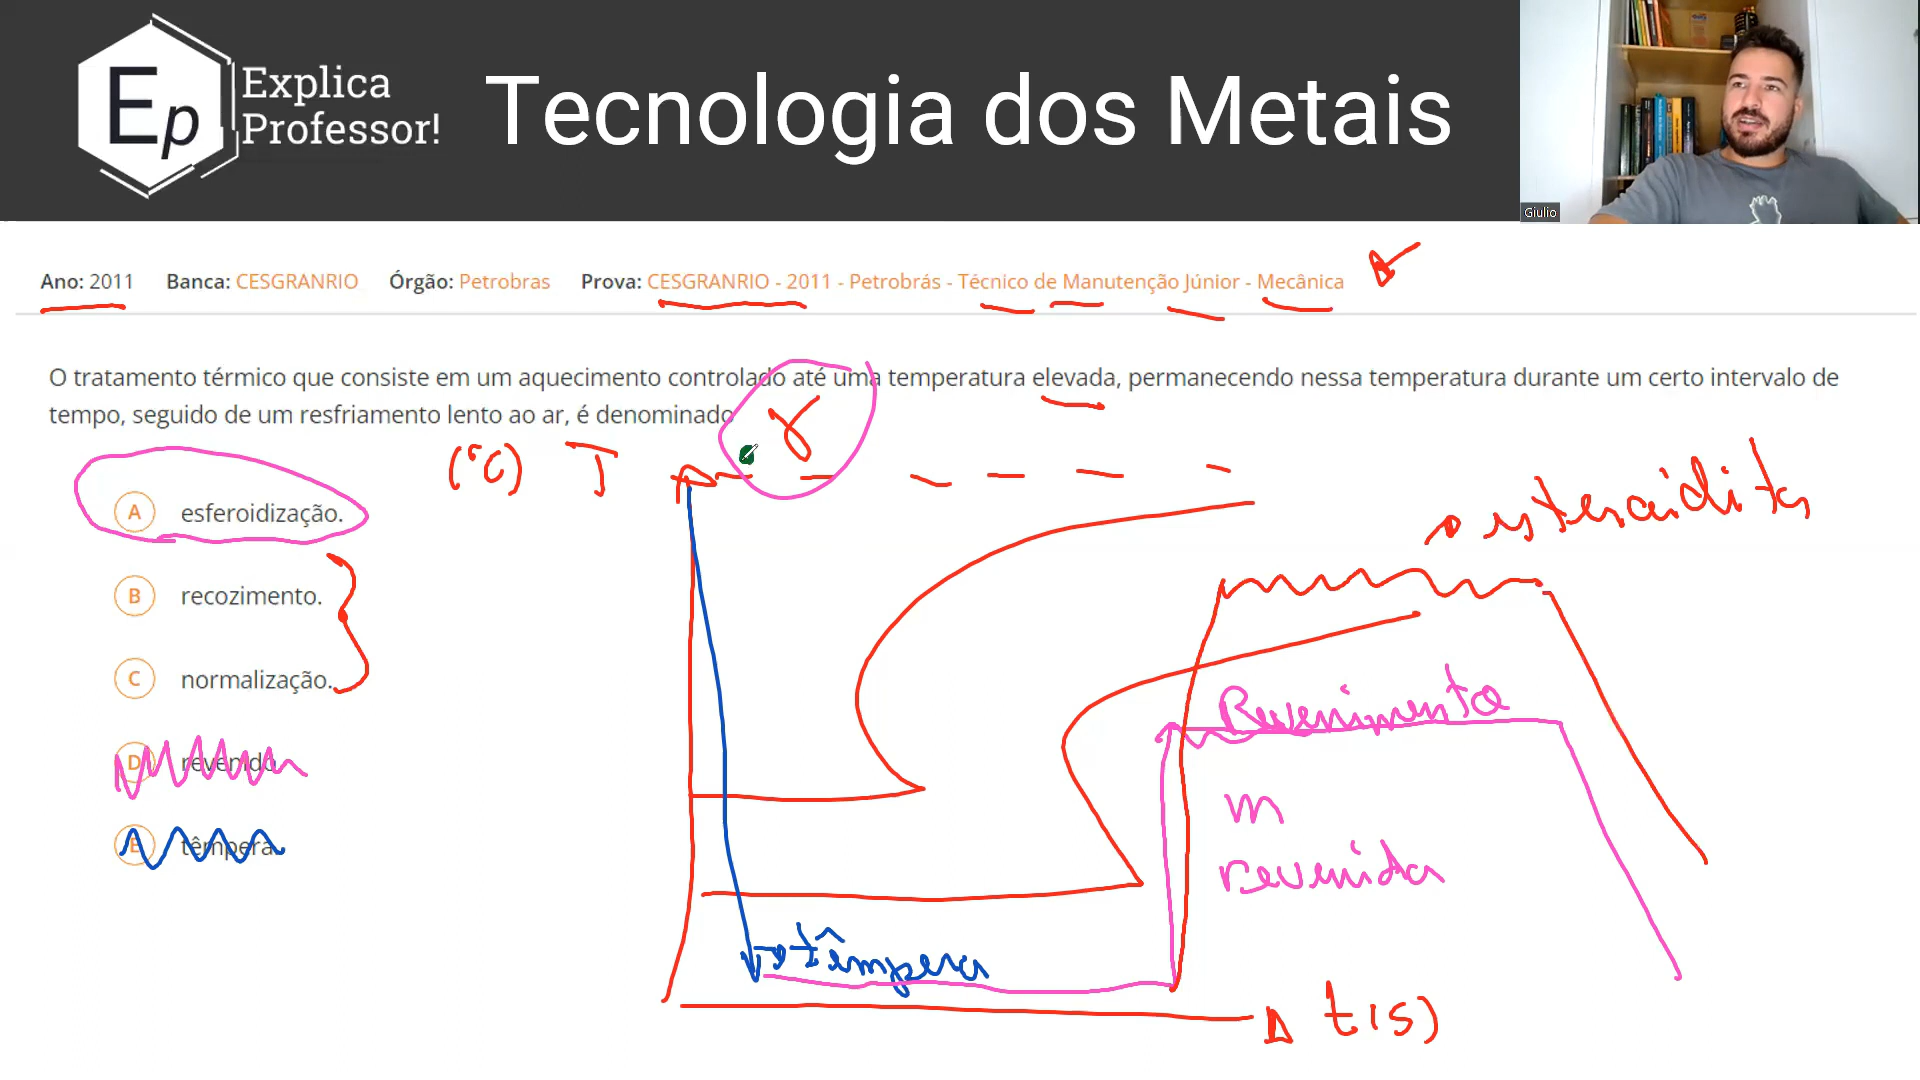 Ep Explica
Professor!
Tecnologia dos Metais
Giulio
Ano: 2011 Banca: CESGRANRIO Órgão: Petrobras Prova: CESGRANRIO - 2011 - Petrobrás - Técnico de Manutenção Júnior - Mecânica
O tratamento térmico que consiste em um aquecimento controlado até uma temperatura elevada, permanecendo nessa temperatura durante um certo intervalo de
tempo, seguido de um resfriamento lento ao ar, é denominado
(°C) T γ
A esferoidização.
B recozimento.
C normalização.
D revenido.
E têmpera.
esferoidita
Revenimento
m
revenida
têmpera
t(s)